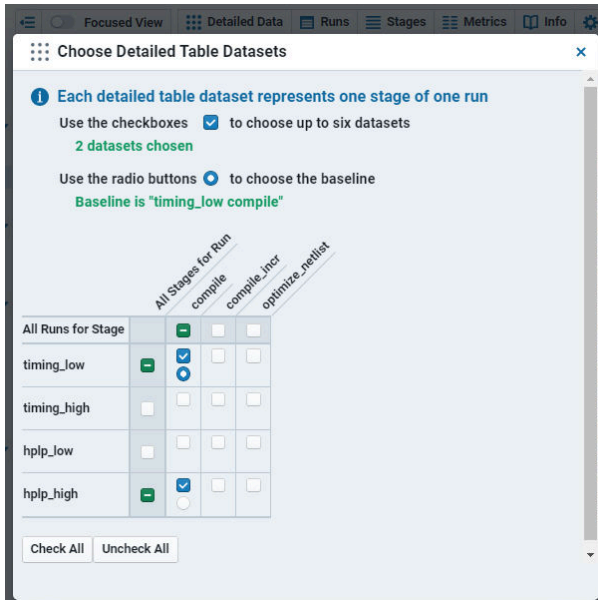 Focused View Detailed Data Runs Stages Metrics Info
Choose Detailed Table Datasets
Each detailed table dataset represents one stage of one run
Use the checkboxes to choose up to six datasets
2 datasets chosen
Use the radio buttons to choose the baseline
Baseline is "timing_low compile"
All Stages for Run
compile
compile_incr
optimize_netlist
All Runs for Stage
timing_low
timing_high
hplp_low
hplp_high
Check All Uncheck All